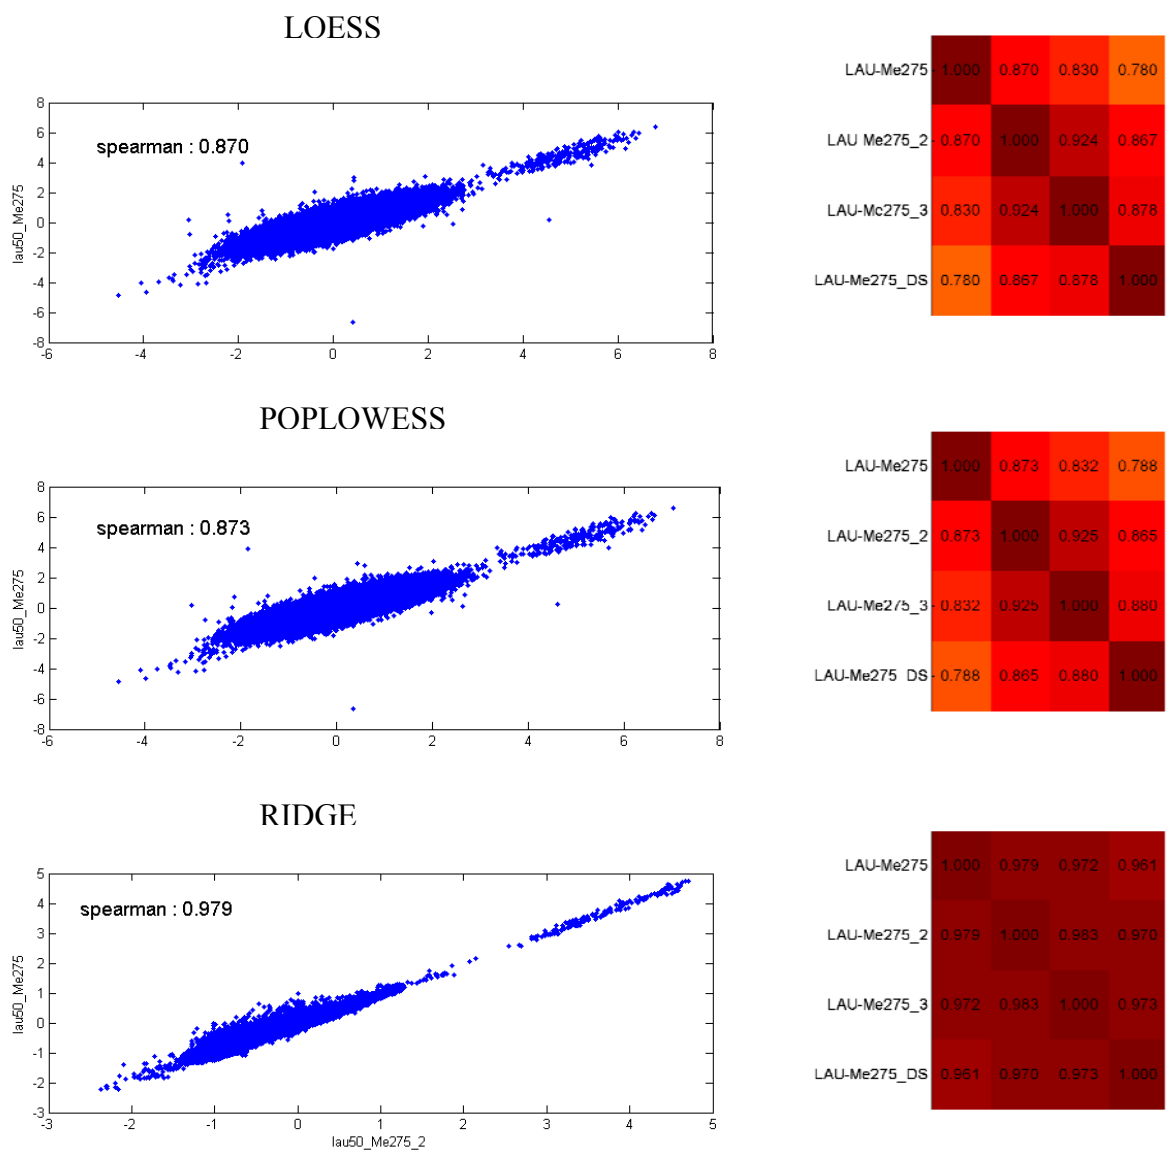 LOESS
spearman : 0.870
lau50_Me275
8
6
4
2
0
-2
-4
-6
-8
-6 -4 -2 0 2 4 6 8
LAU-Me275 1.000 0.870 0.830 0.780
LAU Me275_2 0.870 1.000 0.924 0.867
LAU-Mc275_3 0.830 0.924 1.000 0.878
LAU-Me275_DS 0.780 0.867 0.878 1.000
POPLOWESS
spearman : 0.873
lau50_Me275
8
6
4
2
0
-2
-4
-6
-8
-6 -4 -2 0 2 4 6 8
LAU-Me275 1.000 0.873 0.832 0.788
LAU-Me275_2 0.873 1.000 0.925 0.865
LAU-Me275_3 0.832 0.925 1.000 0.880
LAU-Me275 DS 0.788 0.865 0.880 1.000
RIDGE
spearman : 0.979
lau50_Me275
5
4
3
2
1
0
-1
-2
-3
-3 -2 -1 0 1 2 3 4 5
lau50_Me275_2
LAU-Me275 1.000 0.979 0.972 0.961
LAU-Me275_2 0.979 1.000 0.983 0.970
LAU-Me275_3 0.972 0.983 1.000 0.973
LAU-Me275_DS 0.961 0.970 0.973 1.000